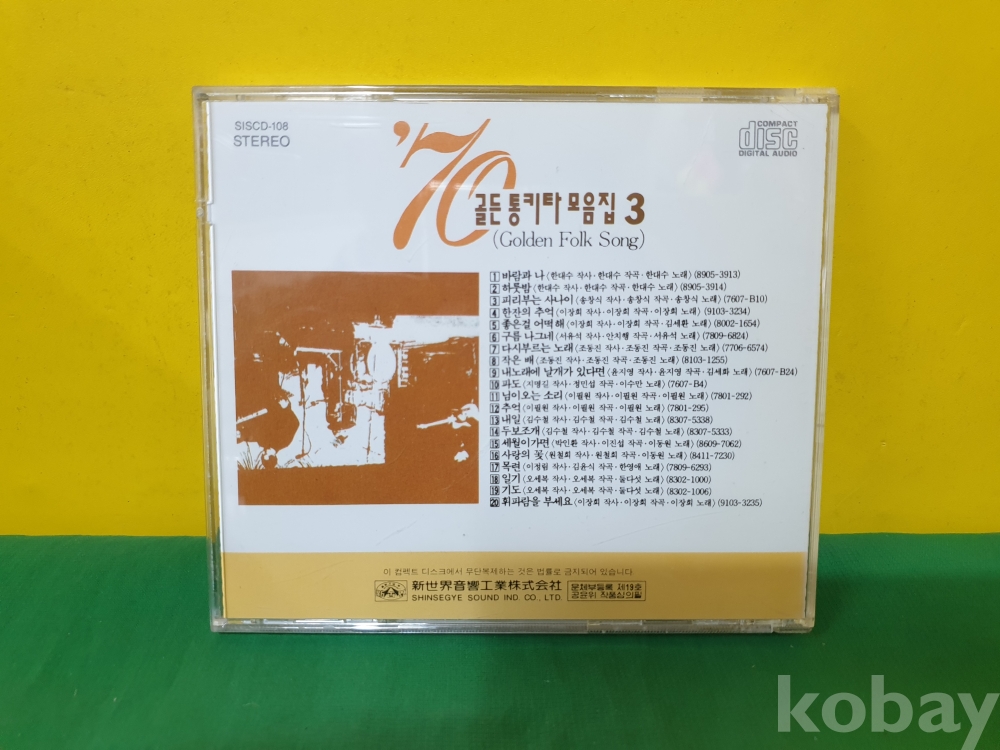 SISCD-108
STEREO
COMPACT
disc
DIGITAL AUDIO
'70 골든 통키타 모음집 3
(Golden Folk Song)
1 바람과 나 (한대수 작사·한대수 작곡·한대수 노래) (8905-3913)
2 하룻밤 (한대수 작사·한대수 작곡·한대수 노래) (8905-3914)
3 피리부는 사나이 (송창식 작사·송창식 작곡·송창식 노래) (7607-B10)
4 한잔의 추억 (이장희 작사·이장희 작곡·이장희 노래) (9103-3234)
5 좋은걸 어떡해 (이장희 작사·이장희 작곡·김세환 노래) (8002-1654)
6 구름 나그네 (서유석 작사·안치행 작곡·서유석 노래) (7809-6824)
7 다시부르는 노래 (조동진 작사·조동진 작곡·조동진 노래) (7706-6574)
8 작은 배 (조동진 작사·조동진 작곡·조동진 노래) (8103-1255)
9 내노래에 날개가 있다면 (윤지영 작사·윤지영 작곡·김세화 노래) (7607-B24)
10 파도 (지명길 작사·정민섭 작곡·이수만 노래) (7607-B4)
11 님이오는 소리 (이필원 작사·이필원 작곡·이필원 노래) (7801-292)
12 추억 (이필원 작사·이필원 작곡·이필원 노래) (7801-295)
13 내일 (김수철 작사·김수철 작곡·김수철 노래) (8307-5338)
14 두보조개 (김수철 작사·김수철 작곡·김수철 노래) (8307-5333)
15 세월이가면 (박인환 작사·이진섭 작곡·이동원 노래) (8609-7062)
16 사랑의 꽃 (원철희 작사·원철희 작곡·이동원 노래) (8411-7230)
17 목련 (이정림 작사·김윤식 작곡·한영애 노래) (7809-6293)
18 일기 (오세복 작사·오세복 작곡·둘다섯 노래) (8302-1000)
19 기도 (오세복 작사·오세복 작곡·둘다섯 노래) (8302-1006)
20 휘파람을 부세요 (이장희 작사·이장희 작곡·이장희 노래) (9103-3235)
이 컴팩트 디스크에서 무단복제하는 것은 법률로 금지되어 있습니다.
新世界音響工業株式会社
SHINSEGYE SOUND IND. CO., LTD.
문체부등록 제18호
공윤위 작품심의필
kobay